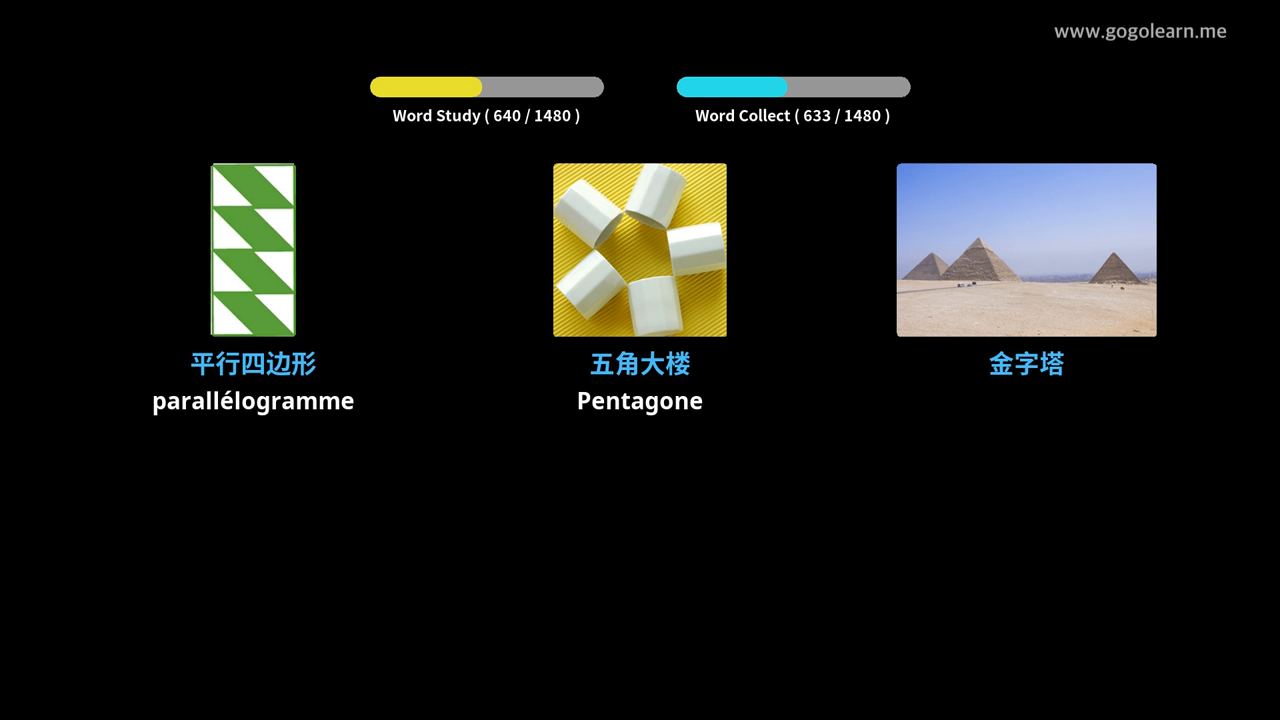 www.gogolearn.me
Word Study ( 640 / 1480 )
Word Collect ( 633 / 1480 )
平行四边形
五角大楼
金字塔
parallélogramme
Pentagone